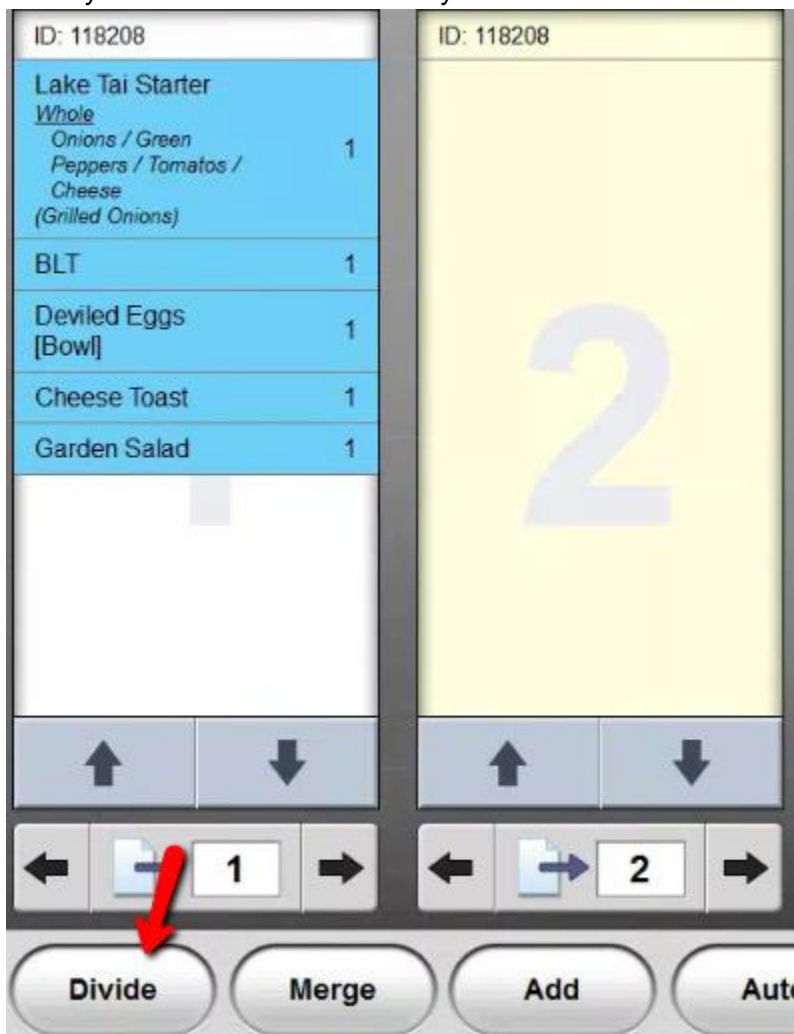 ID: 118208
Lake Tai Starter
Whole
Onions / Green
Peppers / Tomatos /
Cheese
(Grilled Onions)
1
BLT 1
Deviled Eggs
[Bowl]
1
Cheese Toast 1
Garden Salad 1
1
ID: 118208
2
2
Divide
Merge
Add